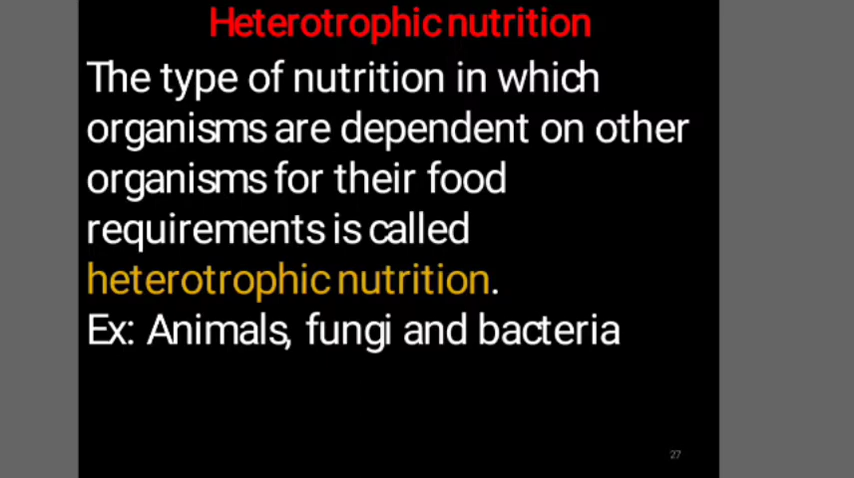 Heterotrophic nutrition
The type of nutrition in which
organisms are dependent on other
organisms for their food
requirements is called
heterotrophic nutrition.
Ex: Animals, fungi and bacteria
27